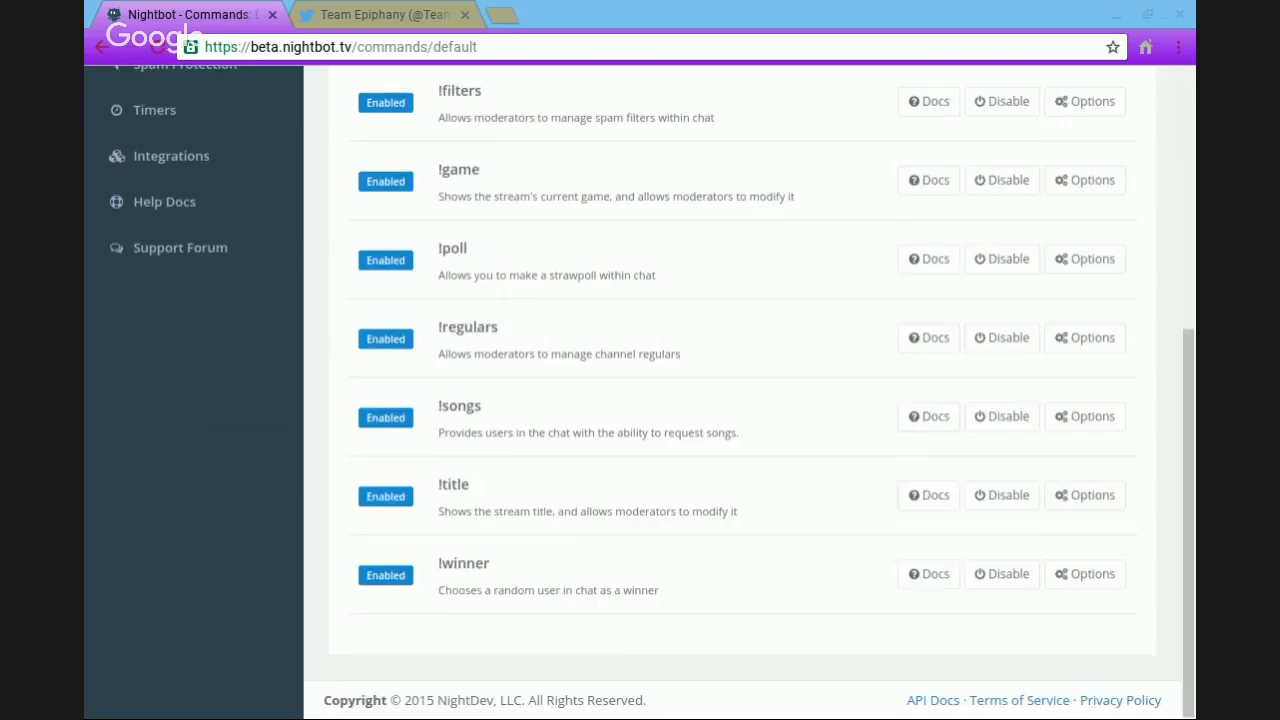 Nightbot - Commands:
Team Epiphany (@Tean
Google
https://beta.nightbot.tv/commands/default
Spam Protection
Timers
Integrations
Help Docs
Support Forum
Enabled
!filters
Allows moderators to manage spam filters within chat
Docs Disable Options
Enabled
!game
Shows the stream's current game, and allows moderators to modify it
Docs Disable Options
Enabled
!poll
Allows you to make a strawpoll within chat
Docs Disable Options
Enabled
!regulars
Allows moderators to manage channel regulars
Docs Disable Options
Enabled
!songs
Provides users in the chat with the ability to request songs.
Docs Disable Options
Enabled
!title
Shows the stream title, and allows moderators to modify it
Docs Disable Options
Enabled
!winner
Chooses a random user in chat as a winner
Docs Disable Options
Copyright © 2015 NightDev, LLC. All Rights Reserved.
API Docs · Terms of Service · Privacy Policy